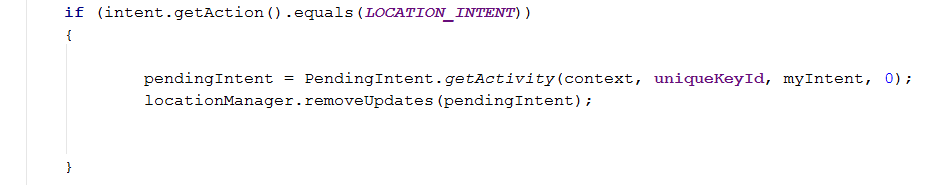 if (intent.getAction().equals(LOCATION_INTENT))
{
pendingIntent = PendingIntent.getActivity(context, uniqueKeyId, myIntent, 0);
locationManager.removeUpdates(pendingIntent);
}